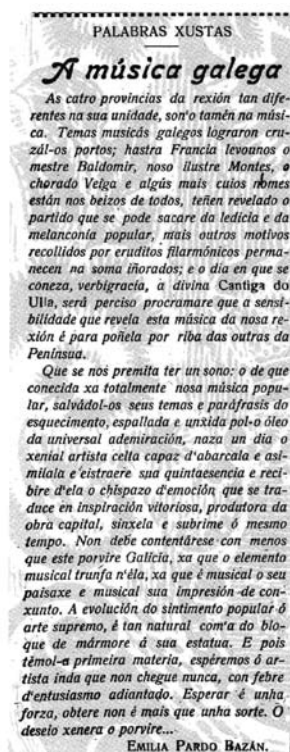 PALABRAS XUSTAS
A música galega
As catro provincias da rexión tan dife-
rentes na sua unidade, son'o tamén na músi-
ca. Temas musicás galegos lograron cru-
zál-os portos; hastra Francia levounos o
mestre Baldomir, noso ilustre Montes, o
chorado Veiga e algús mais cuios nomes
están nos beizos de todos, teñen revelado o
partido que se pode sacare da ledicia e da
melanconía popular, mais outros motivos
recollidos por eruditos filarmónicos perma-
necen na soma iñorados; e o dia en que se
coneza, verbigracia, a divina Cantiga do
Ulla, será perciso procramare que a sensi-
bilidade que revela esta música da nosa re-
xión é para poñela por riba das outras da
Penínsua.
Que se nos premita ter un sono: o de que
conecida xa totalmente nosa música popu-
lar, salvádol-os seus temas e paráfrasis do
esquecimento, espallada e unxida pol-o óleo
da universal ademiración, naza un dia o
xenial artista celta capaz d'abarcala e asi-
milala e'eistraere sua quintaesencia e reci-
bire d'ela o chispazo d'emoción que se tra-
duce en inspiración vitoriosa, produtora da
obra capital, sinxela e subrime ó mesmo
tempo. Non debe contentárese con menos
que este porvire Galicia, xa que o elemento
musical trunfa n'éla, xa que é musical o seu
paisaxe e musical sua impresión de con-
xunto. A evolución do sintimento popular ó
arte supremo, é tan natural com'a do blo-
que de mármore á sua estatua. E pois
témol-a primeira materia, espéremos ó ar-
tista inda que non chegue nunca, con febre
d'entusiasmo adiantado. Esperar é unha
forza, obtere non é mais que unha sorte. O
deseio xenera o porvire...
EMILIA PARDO BAZÁN.